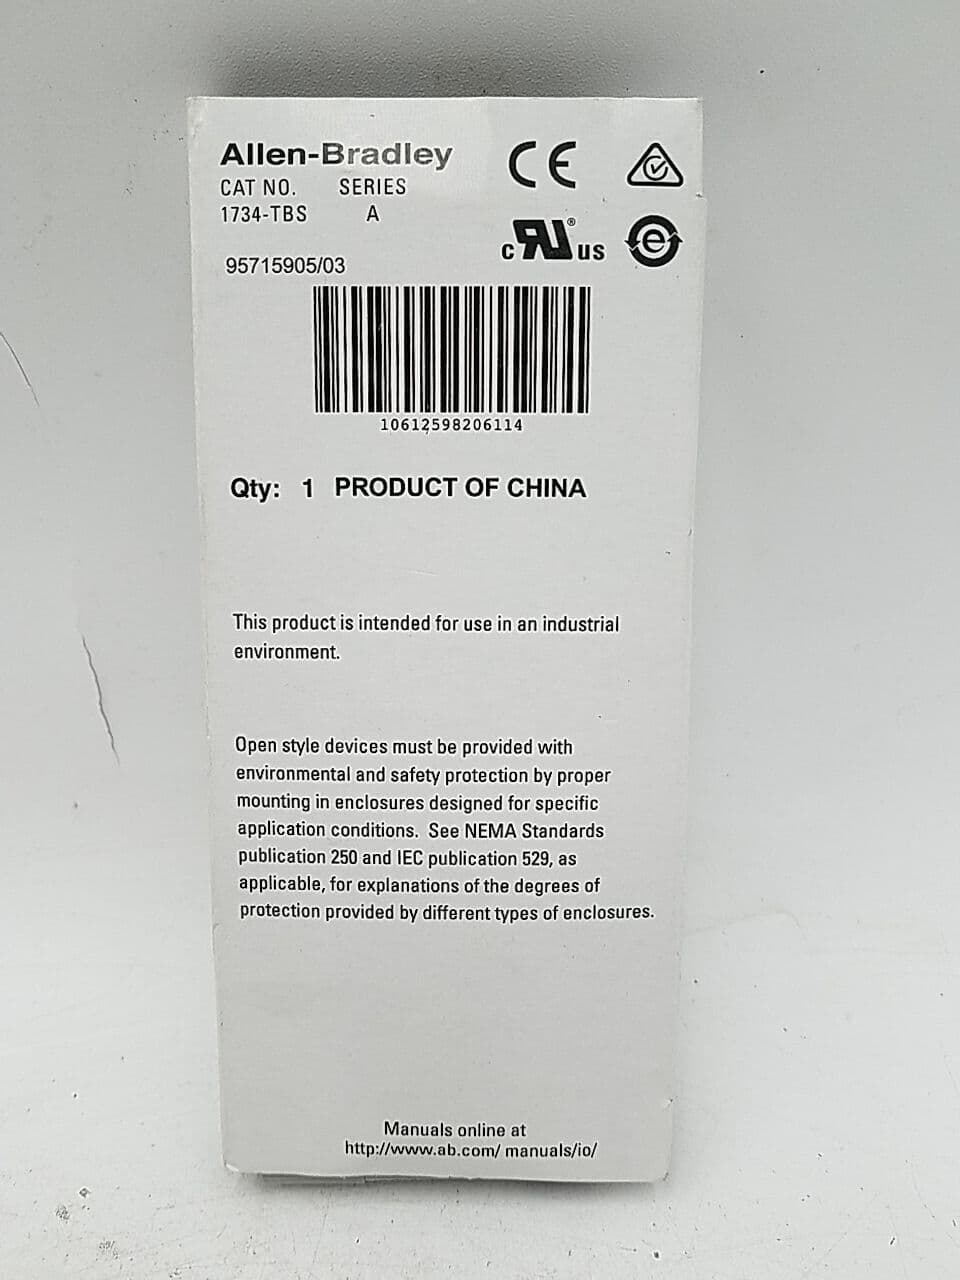 Allen-Bradley
CAT NO. SERIES
1734-TBS A
CE
c RU® US
e
95715905/03
10612598206114
Qty: 1 PRODUCT OF CHINA
This product is intended for use in an industrial
environment.
Open style devices must be provided with
environmental and safety protection by proper
mounting in enclosures designed for specific
application conditions. See NEMA Standards
publication 250 and IEC publication 529, as
applicable, for explanations of the degrees of
protection provided by different types of enclosures.
Manuals online at
http://www.ab.com/ manuals/io/